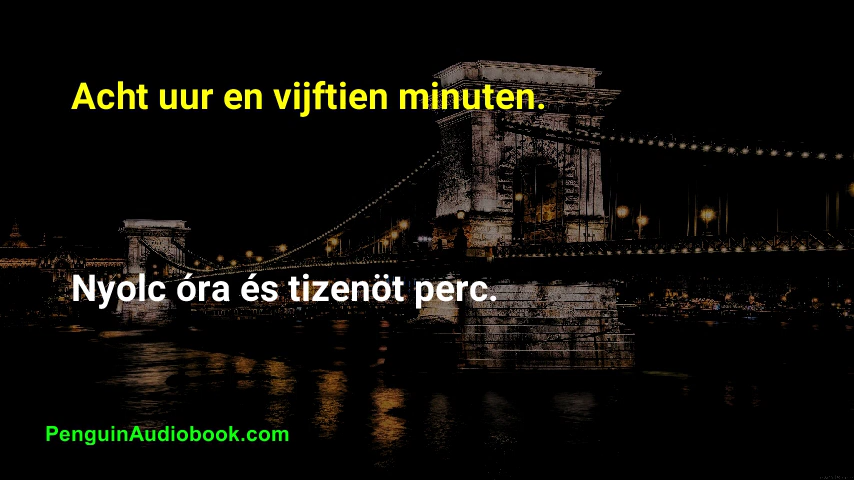 Acht uur en vijftien minuten.
Nyolc óra és tizenöt perc.
PenguinAudiobook.com